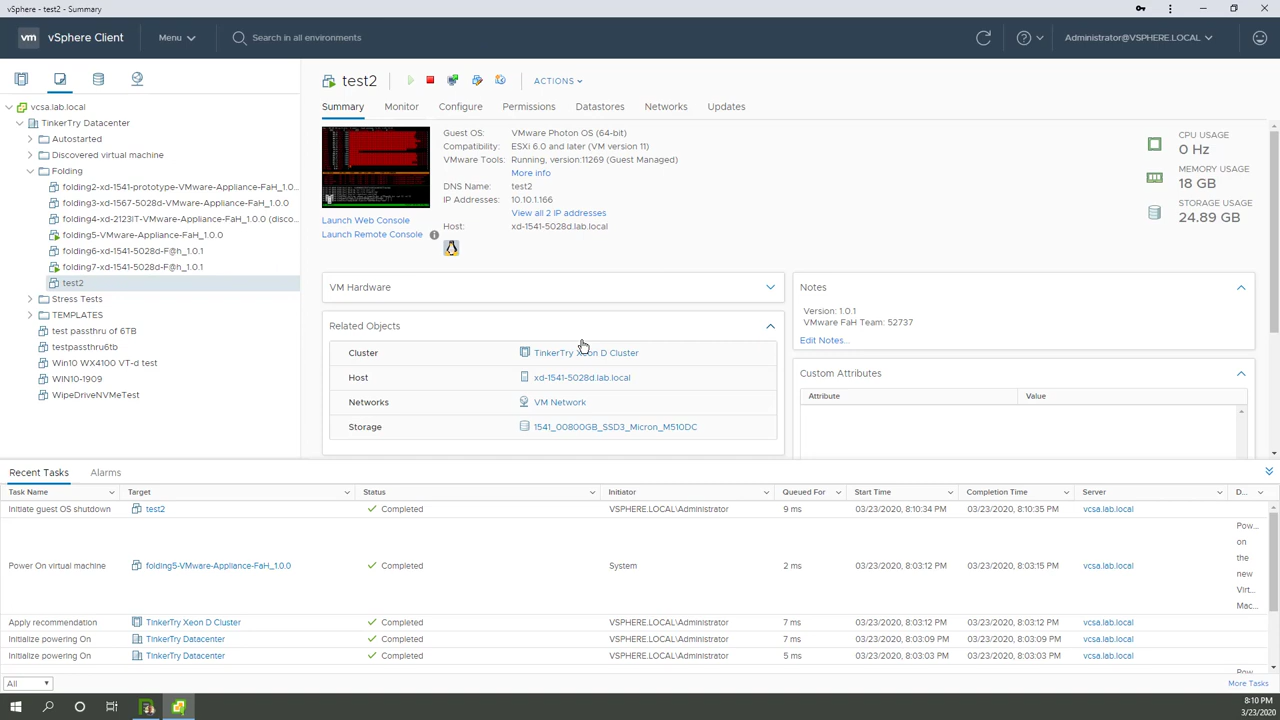 vSphere - test2 - Summary
vm vSphere Client Menu Search in all environments Administrator@VSPHERE.LOCAL
test2 ACTIONS
Summary Monitor Configure Permissions Datastores Networks Updates
vcsa.lab.local
TinkerTry Datacenter
Autostarted
Discovered virtual machine
Folding
folding2-xd-1541-prototype-VMware-Appliance-FaH_1.0...
folding3-xd-1567-5028d-VMware-Appliance-FaH_1.0.0
folding4-xd-2123IT-VMware-Appliance-FaH_1.0.0 (disco...
folding5-VMware-Appliance-FaH_1.0.0
folding6-xd-1541-5028d-F@h_1.0.1
folding7-xd-1541-5028d-F@h_1.0.1
test2
Stress Tests
TEMPLATES
test passthru of 6TB
testpassthru6tb
Win10 WX4100 VT-d test
WIN10-1909
WipeDriveNVMeTest
Launch Web Console
Launch Remote Console
Guest OS: VMware Photon OS (64-bit)
Compatibility: ESXi 6.0 and later (VM version 11)
VMware Tools: Running, version:11269 (Guest Managed)
More info
DNS Name: test2
IP Addresses: 10.10.1.166
View all 2 IP addresses
Host: xd-1541-5028d.lab.local
CPU USAGE
0 Hz
MEMORY USAGE
18 GB
STORAGE USAGE
24.89 GB
VM Hardware
Related Objects
Cluster TinkerTry Xeon D Cluster
Host xd-1541-5028d.lab.local
Networks VM Network
Storage 1541_00800GB_SSD3_Micron_M510DC
Notes
Version: 1.0.1
VMware FaH Team: 52737
Edit Notes...
Custom Attributes
Attribute Value
Recent Tasks Alarms
Task Name Target Status Initiator Queued For Start Time Completion Time Server D...
Initiate guest OS shutdown test2 Completed VSPHERE.LOCAL\Administrator 9 ms 03/23/2020, 8:10:34 PM 03/23/2020, 8:10:35 PM vcsa.lab.local
Pow...
on
the
new
Virt...
Mac...
Power On virtual machine folding5-VMware-Appliance-FaH_1.0.0 Completed System 2 ms 03/23/2020, 8:03:12 PM 03/23/2020, 8:03:15 PM vcsa.lab.local
Apply recommendation TinkerTry Xeon D Cluster Completed VSPHERE.LOCAL\Administrator 7 ms 03/23/2020, 8:03:12 PM 03/23/2020, 8:03:12 PM vcsa.lab.local
Initialize powering On TinkerTry Datacenter Completed VSPHERE.LOCAL\Administrator 7 ms 03/23/2020, 8:03:09 PM 03/23/2020, 8:03:09 PM vcsa.lab.local
Initialize powering On TinkerTry Datacenter Completed VSPHERE.LOCAL\Administrator 5 ms 03/23/2020, 8:03:03 PM 03/23/2020, 8:03:03 PM vcsa.lab.local
Pow...
All More Tasks
8:10 PM
3/23/2020